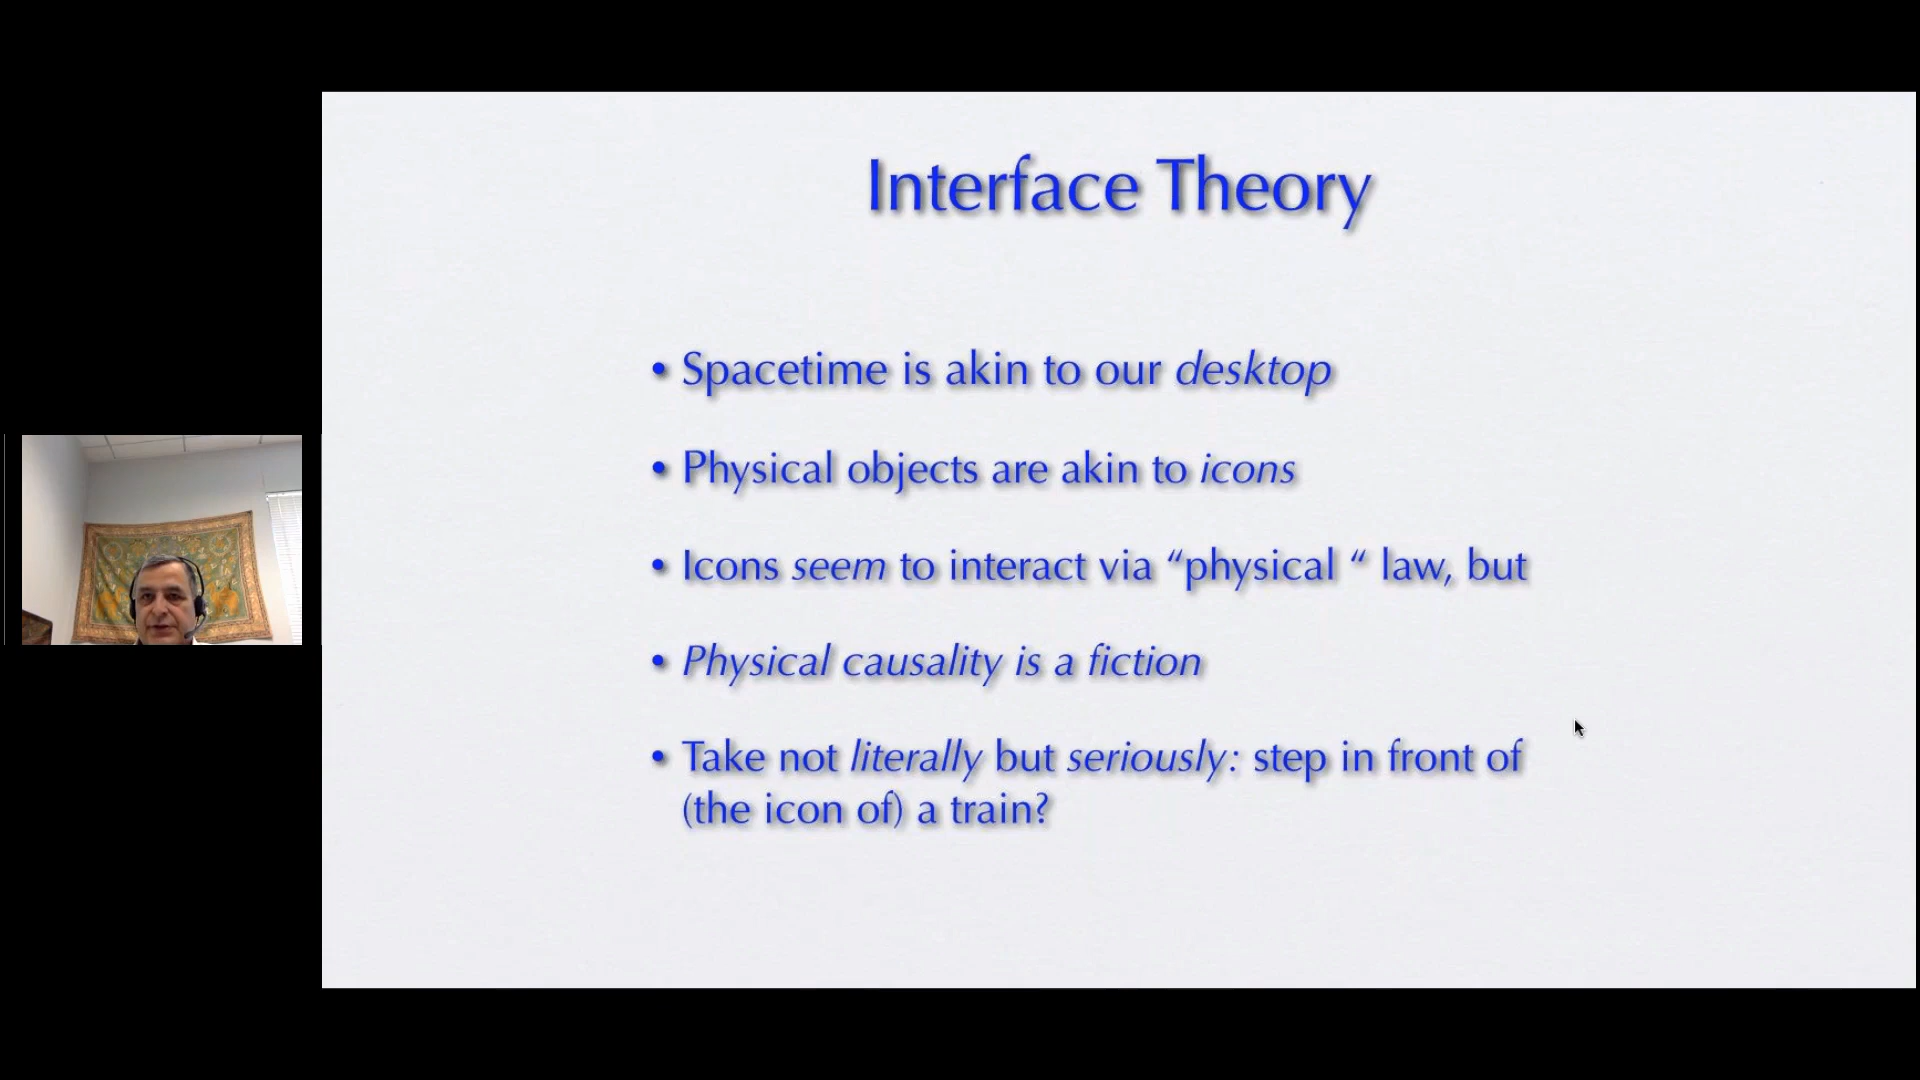 Interface Theory
• Spacetime is akin to our desktop
• Physical objects are akin to icons
• Icons seem to interact via “physical “ law, but
• Physical causality is a fiction
• Take not literally but seriously: step in front of
(the icon of) a train?